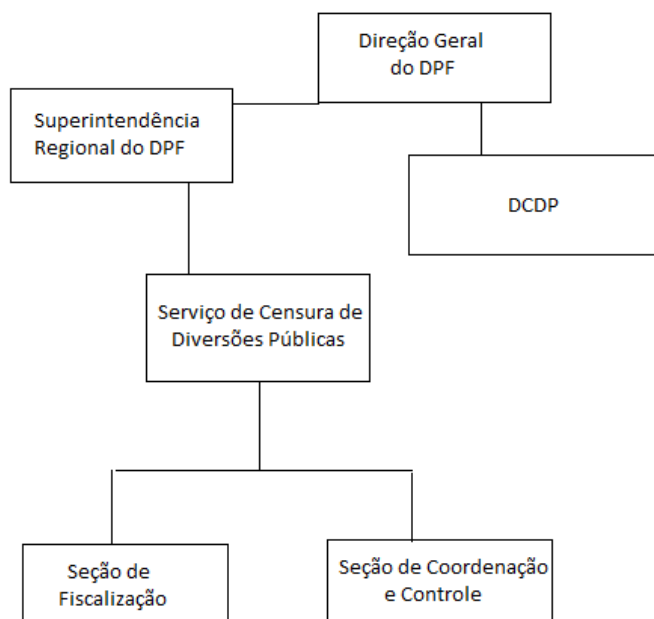 Direção Geral
do DPF
Superintendência
Regional do DPF
DCDP
Serviço de Censura de
Diversões Públicas
Seção de
Fiscalização
Seção de Coordenação
e Controle